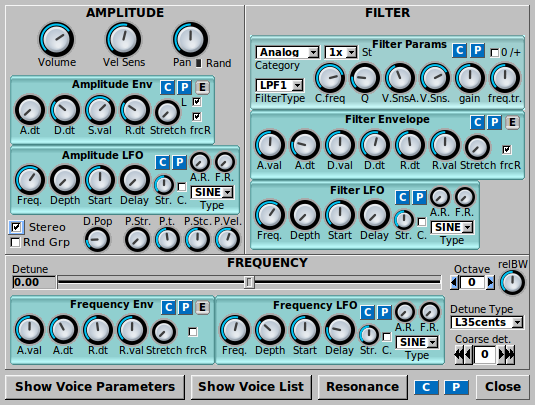 AMPLITUDE
Volume Vel Sens Pan Rand
Amplitude Env C P E
L
A.dt D.dt S.val R.dt Stretch frcR
Amplitude LFO C P
A.R. F.R.
SINE
Freq. Depth Start Delay Str. C. Type
Stereo
Rnd Grp
D.Pop P.Str. P.t. P.Stc. P.Vel.
FILTER
Filter Params
Analog 1x St C P 0 /+
Category
LPF1
FilterType C.freq Q V.SnsA. V.Sns. gain freq.tr.
Filter Envelope C P E
A.val A.dt D.val D.dt R.dt R.val Stretch frcR
Filter LFO C P
A.R. F.R.
SINE
Freq. Depth Start Delay Str. C. Type
FREQUENCY
Detune
0.00
Octave
0
relBW
Frequency Env C P E
A.val A.dt R.dt R.val Stretch frcR
Frequency LFO C P
A.R. F.R.
SINE
Freq. Depth Start Delay Str. C. Type
Detune Type
L35cents
Coarse det.
0
Show Voice Parameters Show Voice List Resonance C P Close